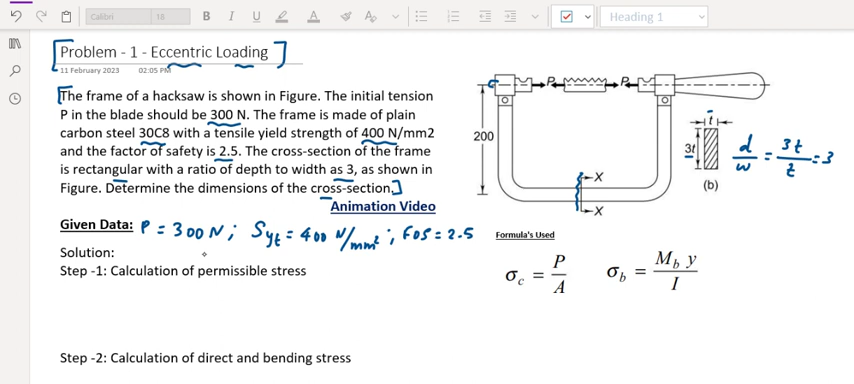 Calibri 18 B I U A Heading 1
Problem - 1 - Eccentric Loading
11 February 2023 02:05 PM
The frame of a hacksaw is shown in Figure. The initial tension
P in the blade should be 300 N. The frame is made of plain
carbon steel 30C8 with a tensile yield strength of 400 N/mm2
and the factor of safety is 2.5. The cross-section of the frame
is rectangular with a ratio of depth to width as 3, as shown in
Figure. Determine the dimensions of the cross-section.
Animation Video
Given Data: P = 300 N; Syt = 400 N/mm²; FOS = 2.5
Solution:
Step -1: Calculation of permissible stress
Step -2: Calculation of direct and bending stress
P P
200
X
X
t
3t
(b)
d/w = 3t/t = 3
Formula's Used
σc = P/A σb = Mb y/I